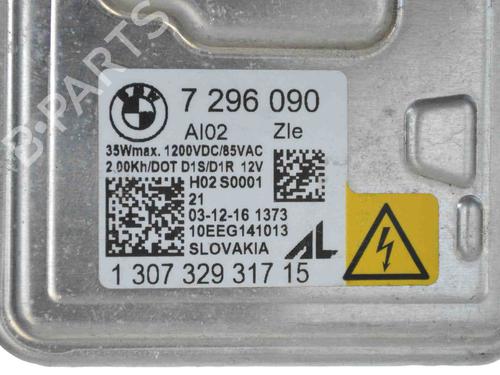 B-PARTS
7 296 090
AI02 Zle
35Wmax. 1200VDC/85VAC
2,00Kh/DOT D1S/D1R 12V
H02 S0001
21
03-12-16 1373
10EEG141013
SLOVAKIA AL
1 307 329 317 15